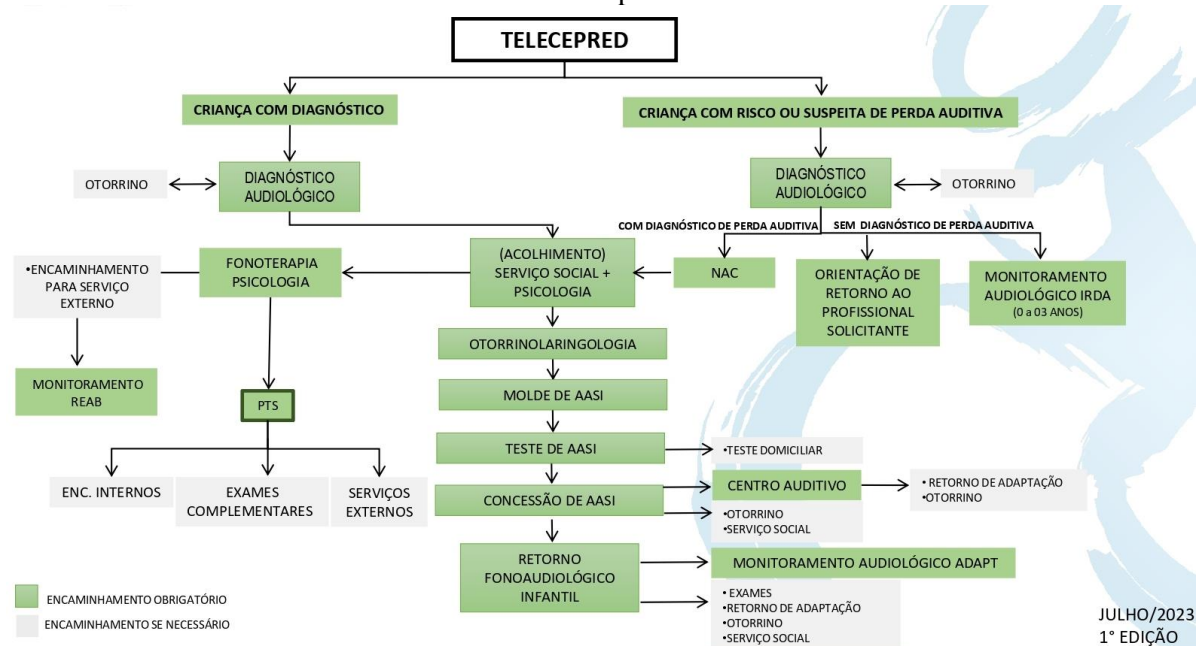 TELECEPRED
CRIANÇA COM DIAGNÓSTICO
CRIANÇA COM RISCO OU SUSPEITA DE PERDA AUDITIVA
OTORRINO
DIAGNÓSTICO
AUDIOLÓGICO
DIAGNÓSTICO
AUDIOLÓGICO
OTORRINO
COM DIAGNÓSTICO DE PERDA AUDITIVA
SEM DIAGNÓSTICO DE PERDA AUDITIVA
•ENCAMINHAMENTO
PARA SERVIÇO
EXTERNO
FONOTERAPIA
PSICOLOGIA
(ACOLHIMENTO)
SERVIÇO SOCIAL +
PSICOLOGIA
NAC
ORIENTAÇÃO DE
RETORNO AO
PROFISSIONAL
SOLICITANTE
MONITORAMENTO
AUDIOLÓGICO IRDA
(0 a 03 ANOS)
OTORRINOLARINGOLOGIA
MONITORAMENTO
REAB
PTS
MOLDE DE AASI
TESTE DE AASI
•TESTE DOMICILIAR
ENC. INTERNOS
EXAMES
COMPLEMENTARES
SERVIÇOS
EXTERNOS
CONCESSÃO DE AASI
CENTRO AUDITIVO
• RETORNO DE ADAPTAÇÃO
•OTORRINO
•OTORRINO
•SERVIÇO SOCIAL
RETORNO
FONOAUDIOLÓGICO
INFANTIL
MONITORAMENTO AUDIOLÓGICO ADAPT
• EXAMES
•RETORNO DE ADAPTAÇÃO
•OTORRINO
•SERVIÇO SOCIAL
ENCAMINHAMENTO OBRIGATÓRIO
ENCAMINHAMENTO SE NECESSÁRIO
JULHO/2023
1° EDIÇÃO